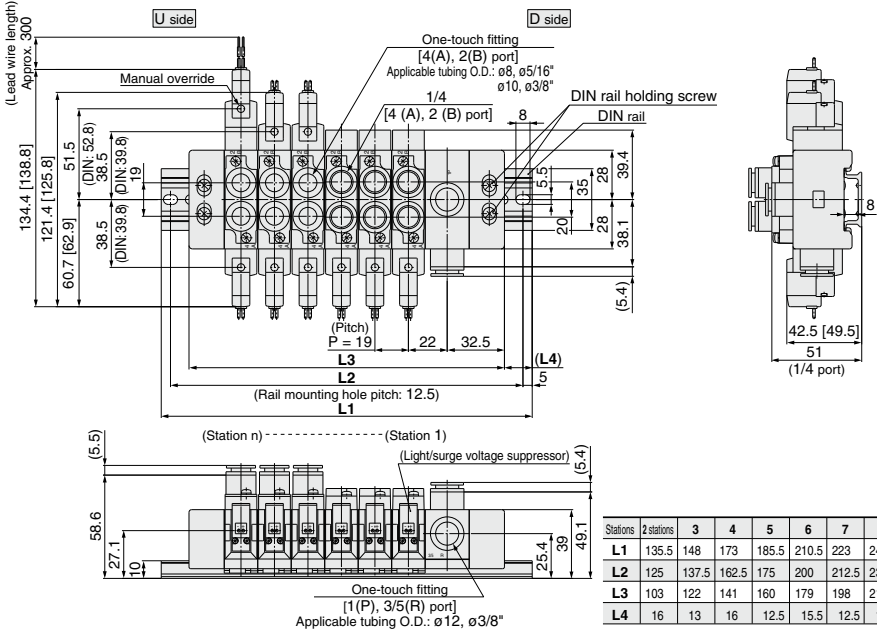 U side
D side
(Lead wire length)
Approx. 300
Manual override
One-touch fitting
[4(A), 2(B) port]
Applicable tubing O.D.: ø8, ø5/16"
ø10, ø3/8"
1/4
[4 (A), 2 (B) port]
DIN rail holding screw
DIN rail
8
134.4 [138.8]
121.4 [125.8]
60.7 [62.9]
51.5
(DIN: 52.8)
38.5
(DIN: 39.8)
19
38.5
(DIN: 39.8)
5.5
20
35
28
28
39.4
38.1
(5.4)
8
42.5 [49.5]
51
(1/4 port)
(Pitch)
P = 19
22
32.5
L3
(L4)
L2
5
(Rail mounting hole pitch: 12.5)
L1
(Station n)
(Station 1)
(Light/surge voltage suppressor)
(5.5)
58.6
27.1
10
(5.4)
25.4
39
49.1
One-touch fitting
[1(P), 3/5(R) port]
Applicable tubing O.D.: ø12, ø3/8"
Stations 2 stations 3 4 5 6 7
L1 135.5 148 173 185.5 210.5 223
L2 125 137.5 162.5 175 200 212.5
L3 103 122 141 160 179 198
L4 16 13 16 12.5 15.5 12.5